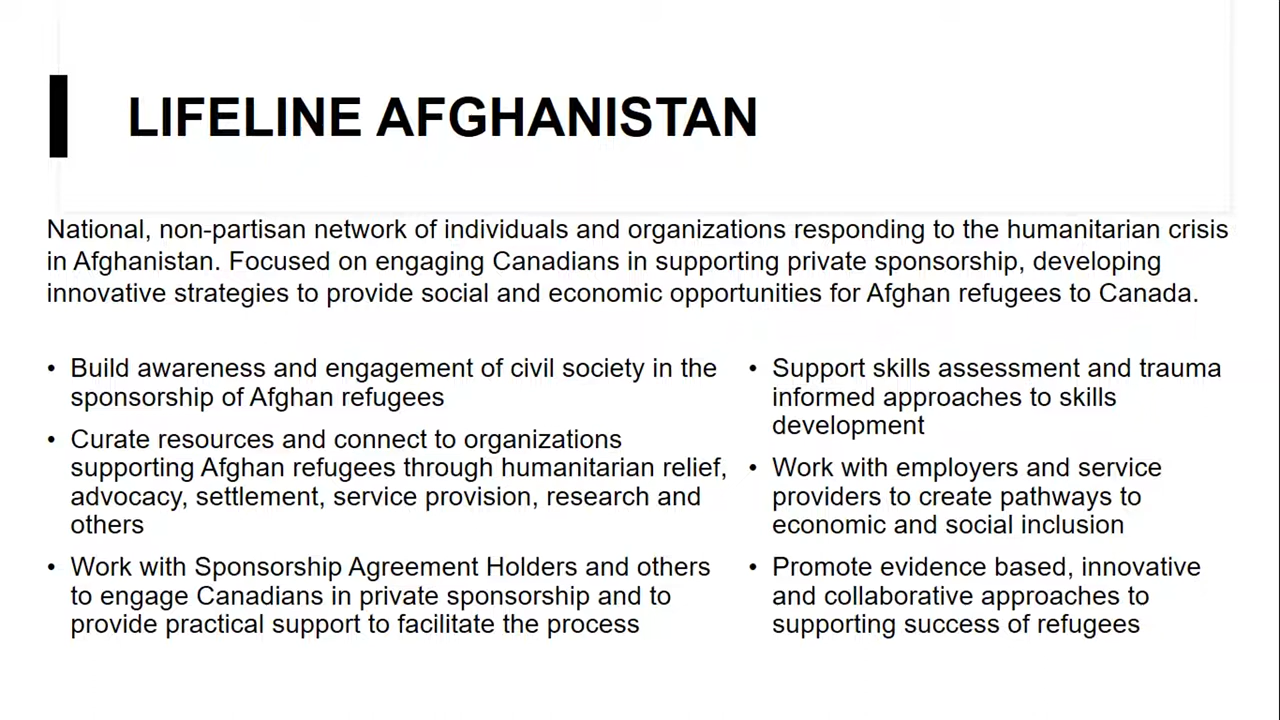 LIFELINE AFGHANISTAN
National, non-partisan network of individuals and organizations responding to the humanitarian crisis
in Afghanistan. Focused on engaging Canadians in supporting private sponsorship, developing
innovative strategies to provide social and economic opportunities for Afghan refugees to Canada.
• Build awareness and engagement of civil society in the
sponsorship of Afghan refugees
• Curate resources and connect to organizations
supporting Afghan refugees through humanitarian relief,
advocacy, settlement, service provision, research and
others
• Work with Sponsorship Agreement Holders and others
to engage Canadians in private sponsorship and to
provide practical support to facilitate the process
• Support skills assessment and trauma
informed approaches to skills
development
• Work with employers and service
providers to create pathways to
economic and social inclusion
• Promote evidence based, innovative
and collaborative approaches to
supporting success of refugees